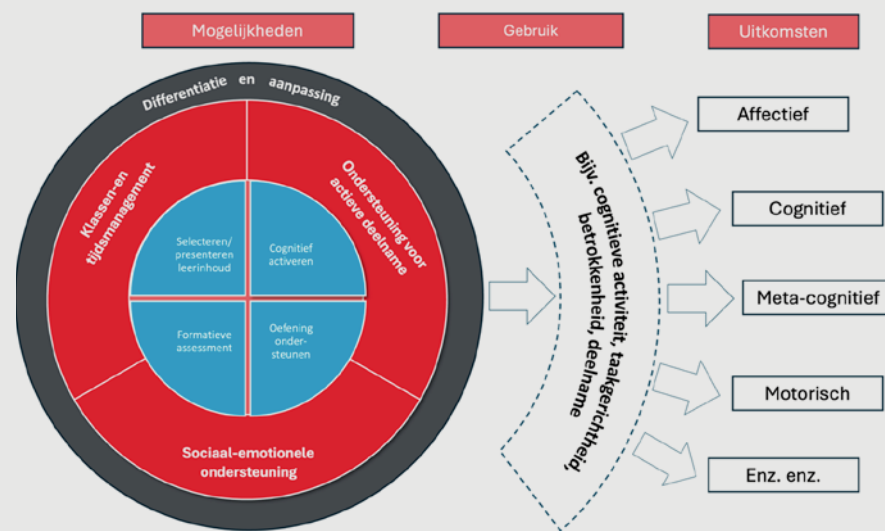 Mogelijkheden
Gebruik
Uitkomsten
Differentiatie en aanpassing
Klassen-en
tijdsmanagement
Ondersteuning voor
actieve deelname
Selecteren/
presenteren
leerinhoud
Cognitief
activeren
Formatieve
assessment
Oefening
onder-
steunen
Sociaal-emotionele
ondersteuning
Bijv. cognitieve activiteit, taakgerichtheid,
betrokkenheid, deelname
Affectief
Cognitief
Meta-cognitief
Motorisch
Enz. enz.